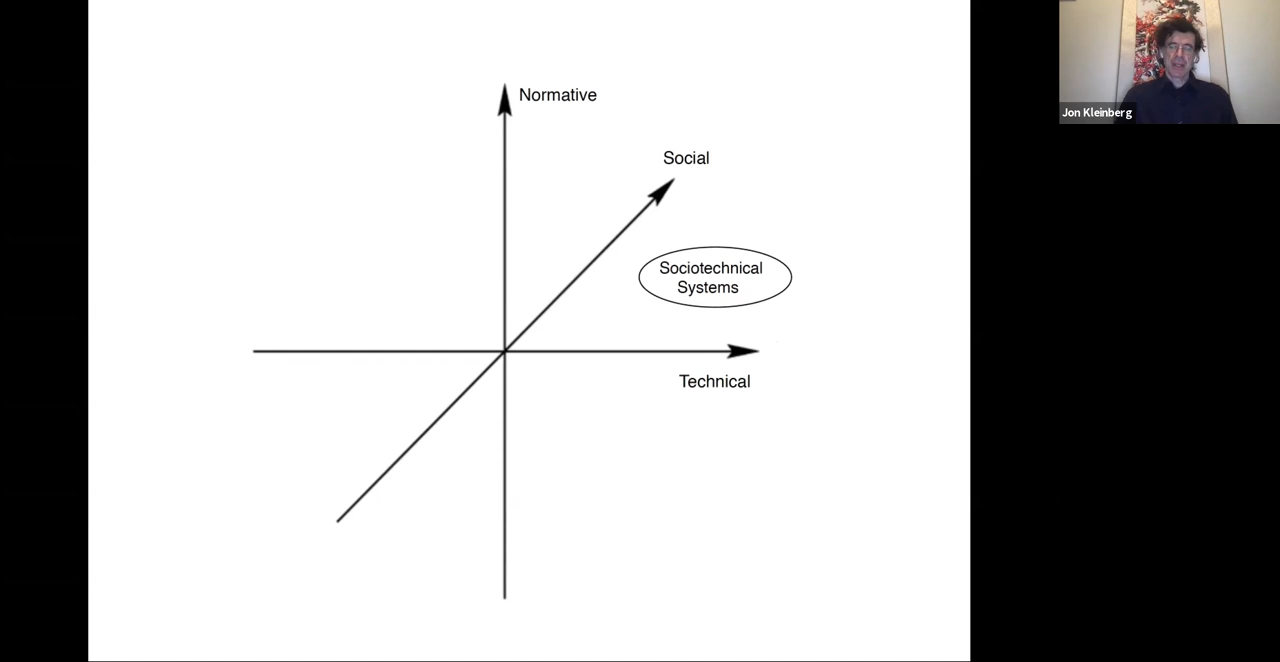 Normative
Social
Sociotechnical
Systems
Technical
Jon Kleinberg